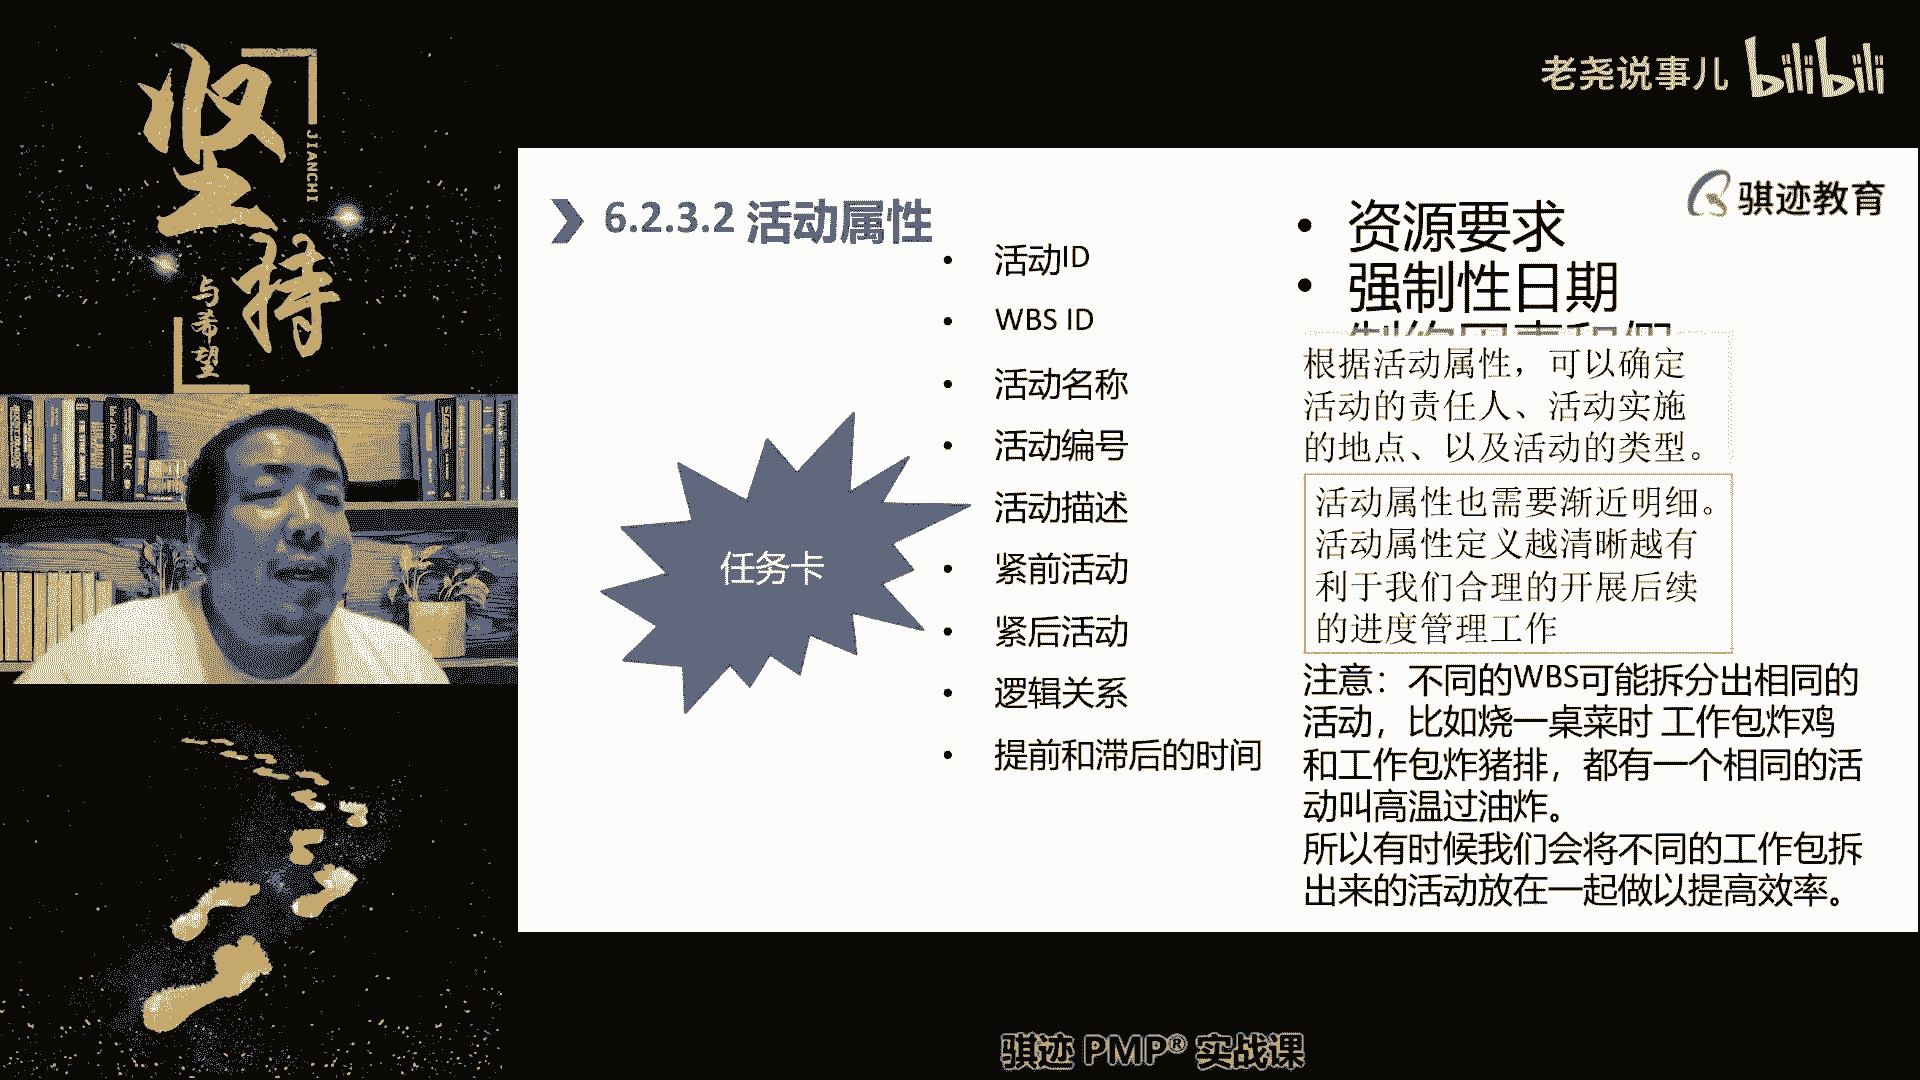 坚持
JIANCHI
与希望
老尧说事儿 bilibili
骐迹教育
6.2.3.2 活动属性
• 活动ID
• WBS ID
• 活动名称
• 活动编号
• 活动描述
• 紧前活动
• 紧后活动
• 逻辑关系
• 提前和滞后的时间
任务卡
• 资源要求
• 强制性日期
根据活动属性，可以确定
活动的责任人、活动实施
的地点、以及活动的类型。
活动属性也需要渐近明细。
活动属性定义越清晰越有
利于我们合理的开展后续
的进度管理工作
注意：不同的WBS可能拆分出相同的
活动，比如烧一桌菜时 工作包炸鸡
和工作包炸猪排，都有一个相同的活
动叫高温过油炸。
所以有时候我们会将不同的工作包拆
出来的活动放在一起做以提高效率。
骐迹 PMP® 实战课